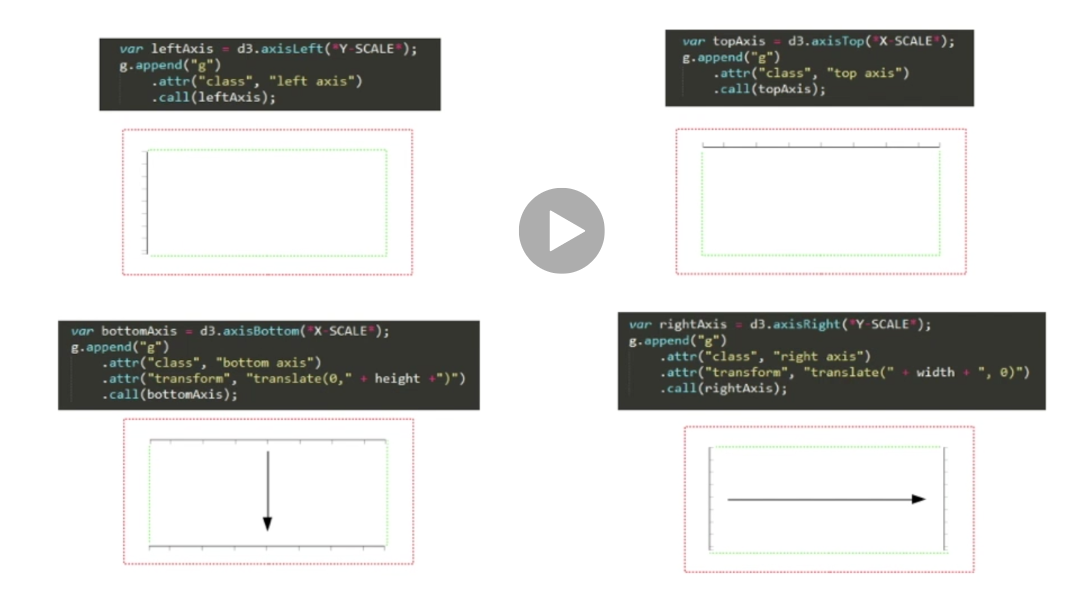 var leftAxis = d3.axisLeft(*Y-SCALE*);
g.append("g")
.attr("class", "left axis")
.call(leftAxis);
var topAxis = d3.axisTop(*X-SCALE*);
g.append("g")
.attr("class", "top axis")
.call(topAxis);
var bottomAxis = d3.axisBottom(*X-SCALE*);
g.append("g")
.attr("class", "bottom axis")
.attr("transform", "translate(0," + height +")")
.call(bottomAxis);
var rightAxis = d3.axisRight(*Y-SCALE*);
g.append("g")
.attr("class", "right axis")
.attr("transform", "translate(" + width + ", 0)")
.call(rightAxis);